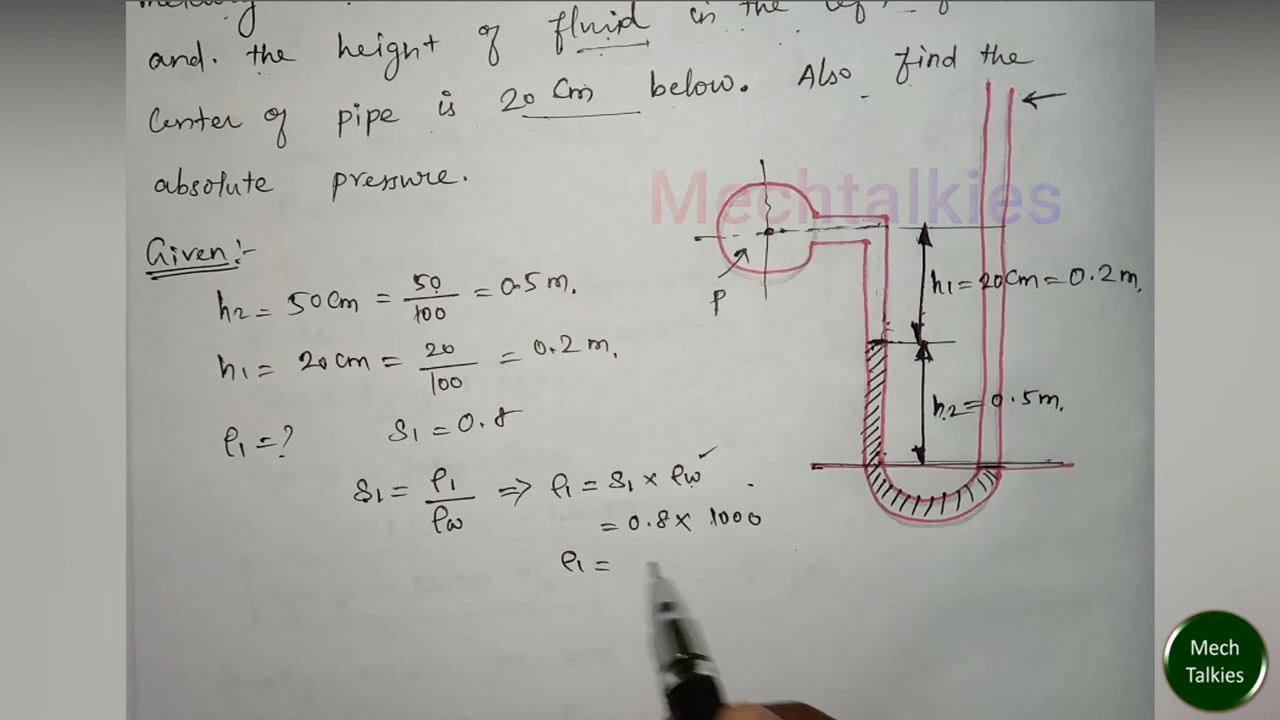 and. the height of fluid in the
Center of pipe is 20 Cm below. Also find the
absolute pressure.
Mechtalkies
Given:-
h2 = 50Cm = 50/100 = 0.5 m.
h1 = 20 cm = 20/100 = 0.2 m.
ρ1 = ? S1 = 0.8
S1 = ρ1/ρw => ρ1 = S1 × ρw ✓ .
= 0.8 × 1000
ρ1 =
P
h1 = 20 Cm = 0.2 m.
h2 = 0.5 m.
Mech
Talkies